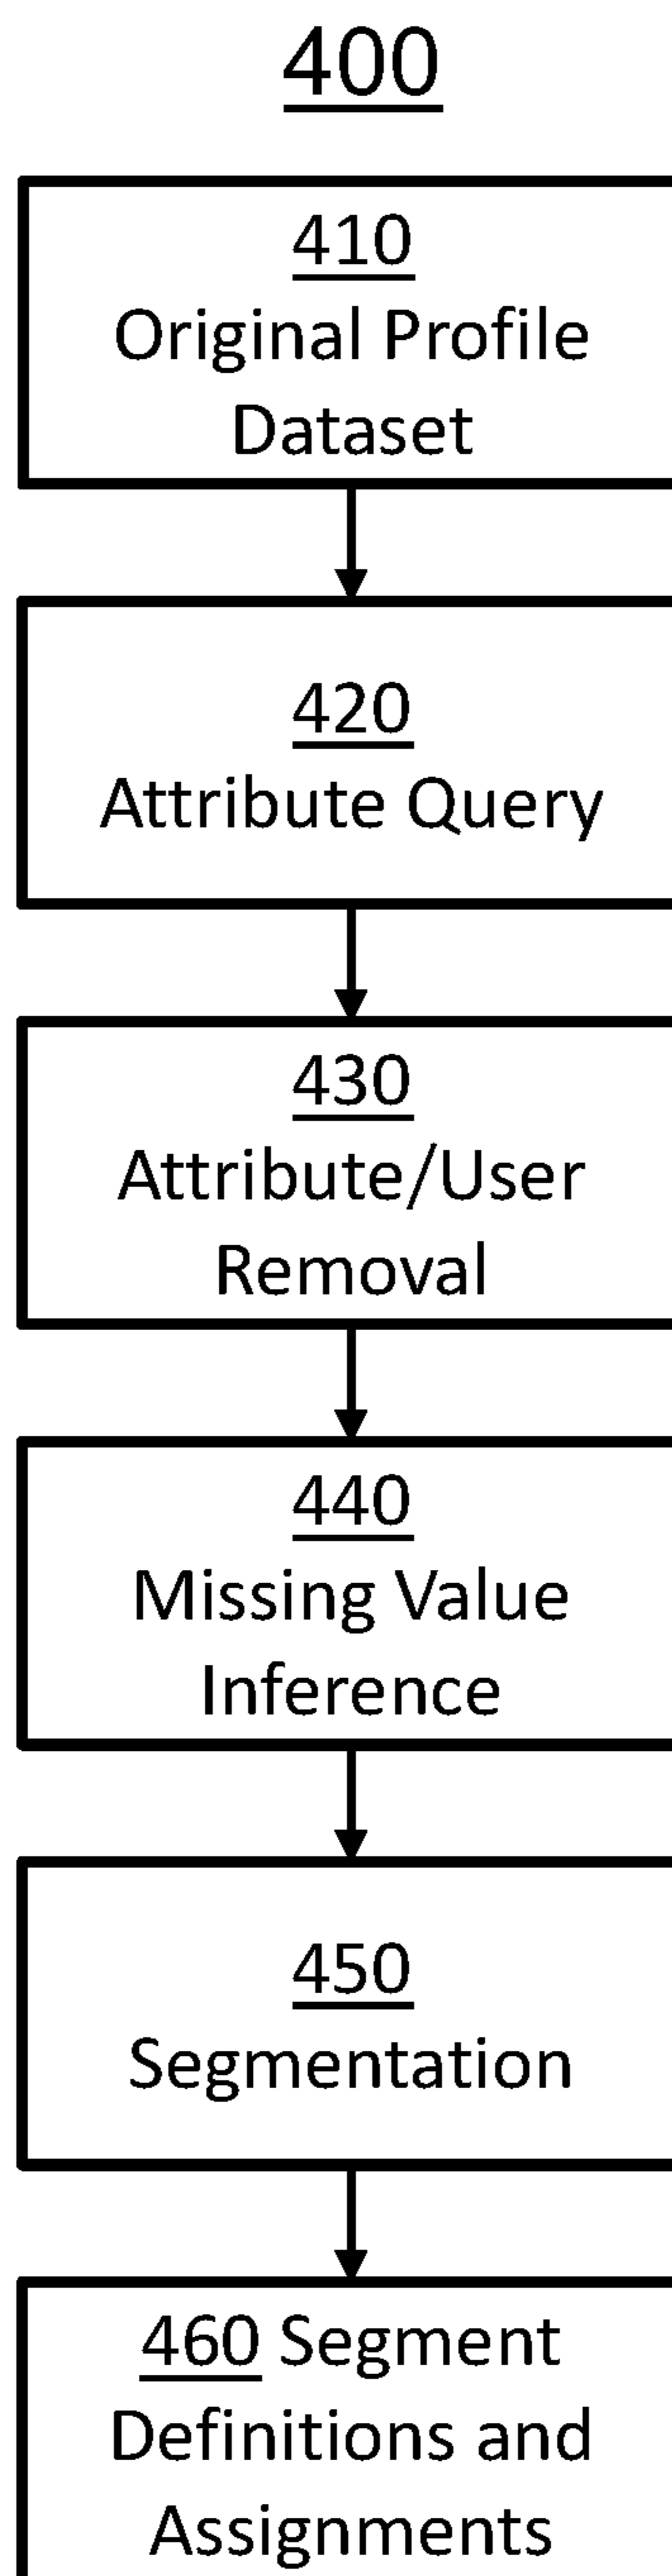 400
410
Original Profile
Dataset
420
Attribute Query
430
Attribute/User
Removal
440
Missing Value
Inference
450
Segmentation
460 Segment
Definitions and
Assignments